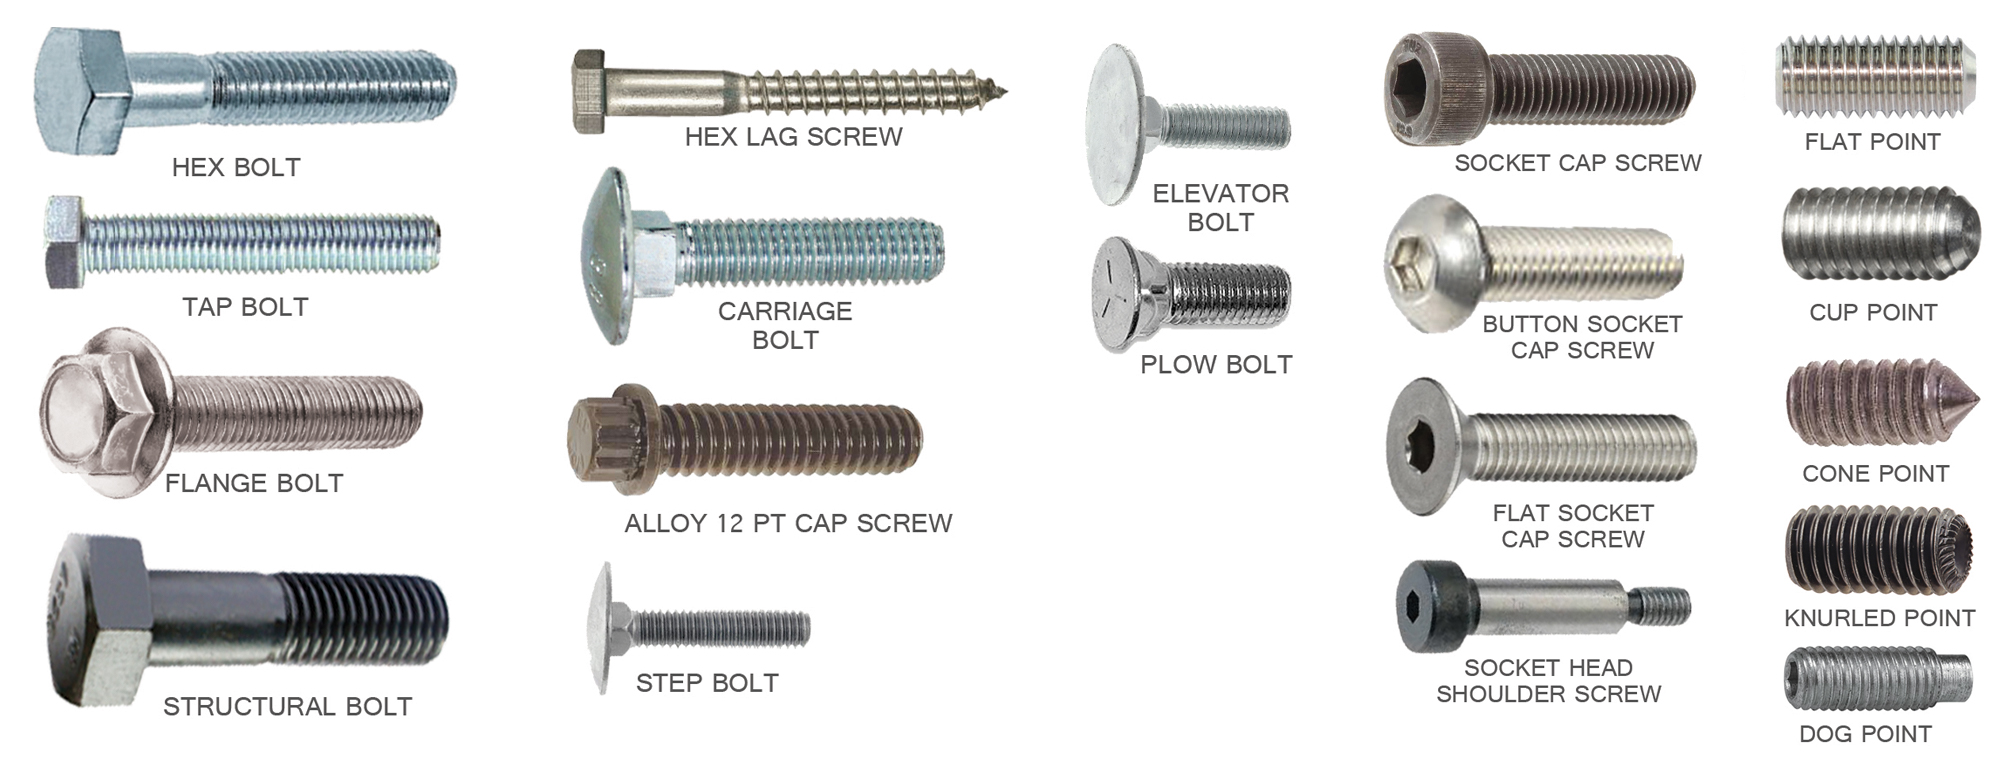 HEX BOLT
TAP BOLT
FLANGE BOLT
STRUCTURAL BOLT
HEX LAG SCREW
CARRIAGE
BOLT
ALLOY 12 PT CAP SCREW
STEP BOLT
ELEVATOR
BOLT
PLOW BOLT
SOCKET CAP SCREW
BUTTON SOCKET
CAP SCREW
FLAT SOCKET
CAP SCREW
SOCKET HEAD
SHOULDER SCREW
FLAT POINT
CUP POINT
CONE POINT
KNURLED POINT
DOG POINT